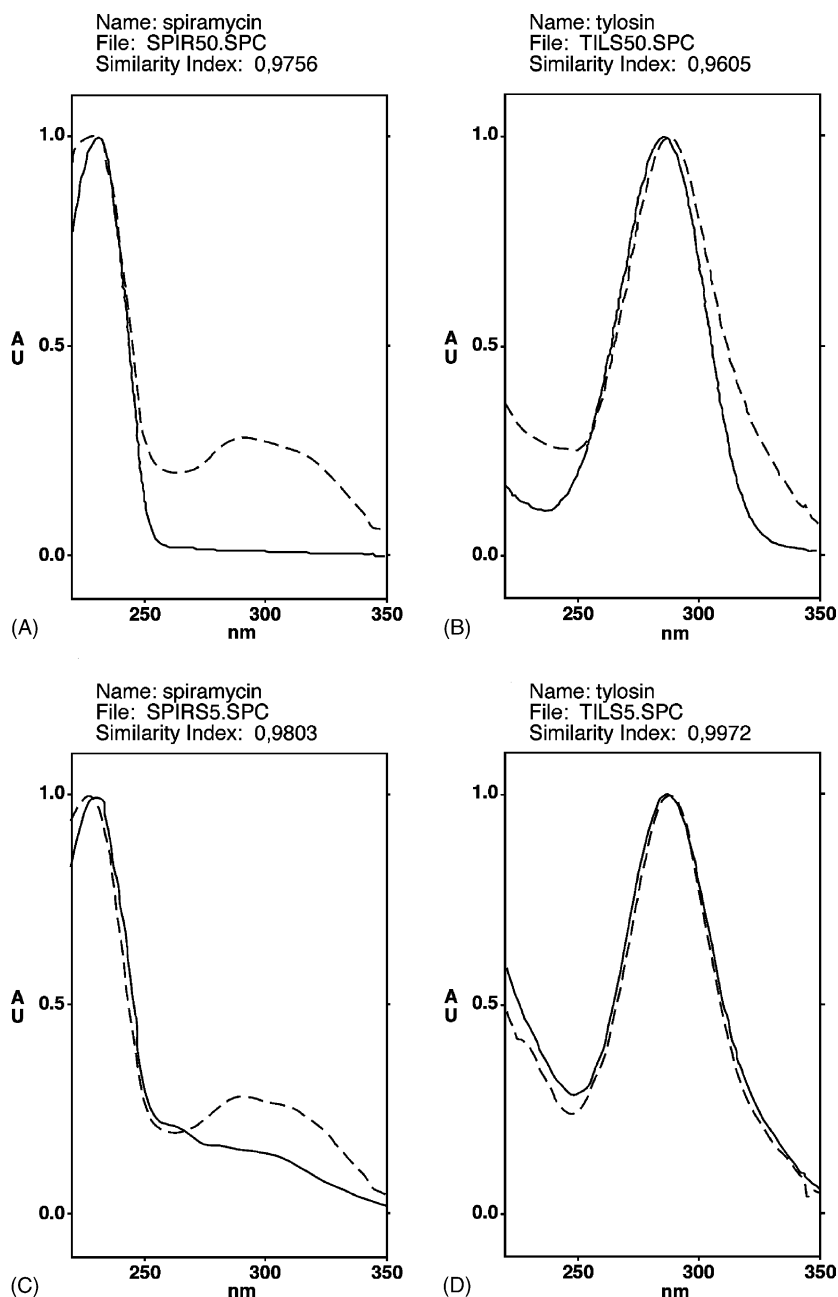 Name: spiramycin
File: SPIR50.SPC
Similarity Index: 0,9756
1.0
0.5
0.0
A
U
250 300 350
nm
(A)
Name: tylosin
File: TILS50.SPC
Similarity Index: 0,9605
1.0
0.5
0.0
A
U
250 300 350
nm
(B)
Name: spiramycin
File: SPIRS5.SPC
Similarity Index: 0,9803
1.0
0.5
0.0
A
U
250 300 350
nm
(C)
Name: tylosin
File: TILS5.SPC
Similarity Index: 0,9972
1.0
0.5
0.0
A
U
250 300 350
nm
(D)